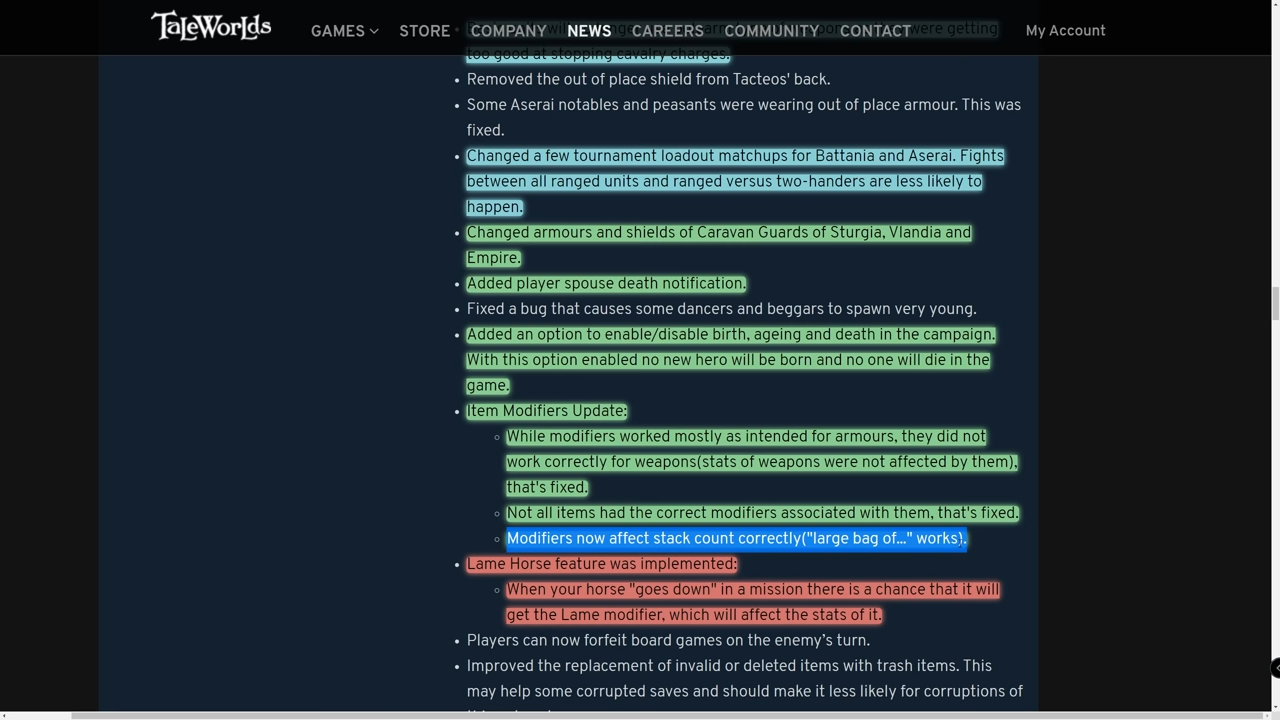 TALEWORLDS GAMES STORE COMPANY NEWS CAREERS COMMUNITY CONTACT My Account
were getting
too good at stopping cavalry charges.
• Removed the out of place shield from Tacteos' back.
• Some Aserai notables and peasants were wearing out of place armour. This was
fixed.
• Changed a few tournament loadout matchups for Battania and Aserai. Fights
between all ranged units and ranged versus two-handers are less likely to
happen.
• Changed armours and shields of Caravan Guards of Sturgia, Vlandia and
Empire.
• Added player spouse death notification.
• Fixed a bug that causes some dancers and beggars to spawn very young.
• Added an option to enable/disable birth, ageing and death in the campaign.
With this option enabled no new hero will be born and no one will die in the
game.
• Item Modifiers Update:
◦ While modifiers worked mostly as intended for armours, they did not
work correctly for weapons(stats of weapons were not affected by them),
that's fixed.
◦ Not all items had the correct modifiers associated with them, that's fixed.
◦ Modifiers now affect stack count correctly("large bag of..." works).
• Lame Horse feature was implemented:
◦ When your horse "goes down" in a mission there is a chance that it will
get the Lame modifier, which will affect the stats of it.
• Players can now forfeit board games on the enemy’s turn.
• Improved the replacement of invalid or deleted items with trash items. This
may help some corrupted saves and should make it less likely for corruptions of